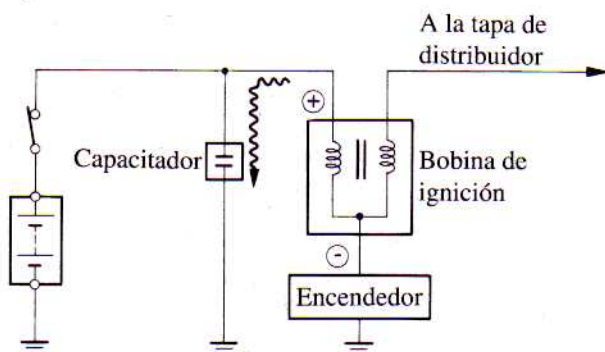 A la tapa de
distribuidor
+
Capacitador
Bobina de
ignición
-
Encendedor